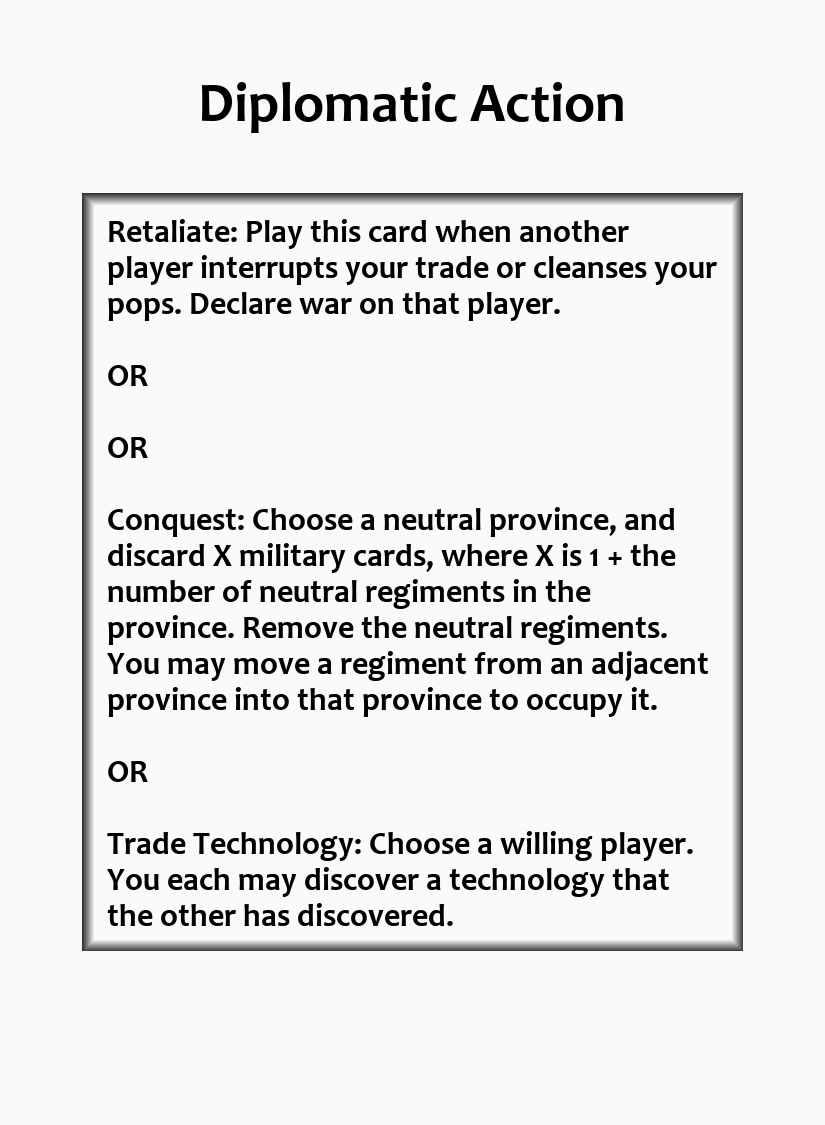 Diplomatic Action
Retaliate: Play this card when another
player interrupts your trade or cleanses your
pops. Declare war on that player.
OR
OR
Conquest: Choose a neutral province, and
discard X military cards, where X is 1 + the
number of neutral regiments in the
province. Remove the neutral regiments.
You may move a regiment from an adjacent
province into that province to occupy it.
OR
Trade Technology: Choose a willing player.
You each may discover a technology that
the other has discovered.